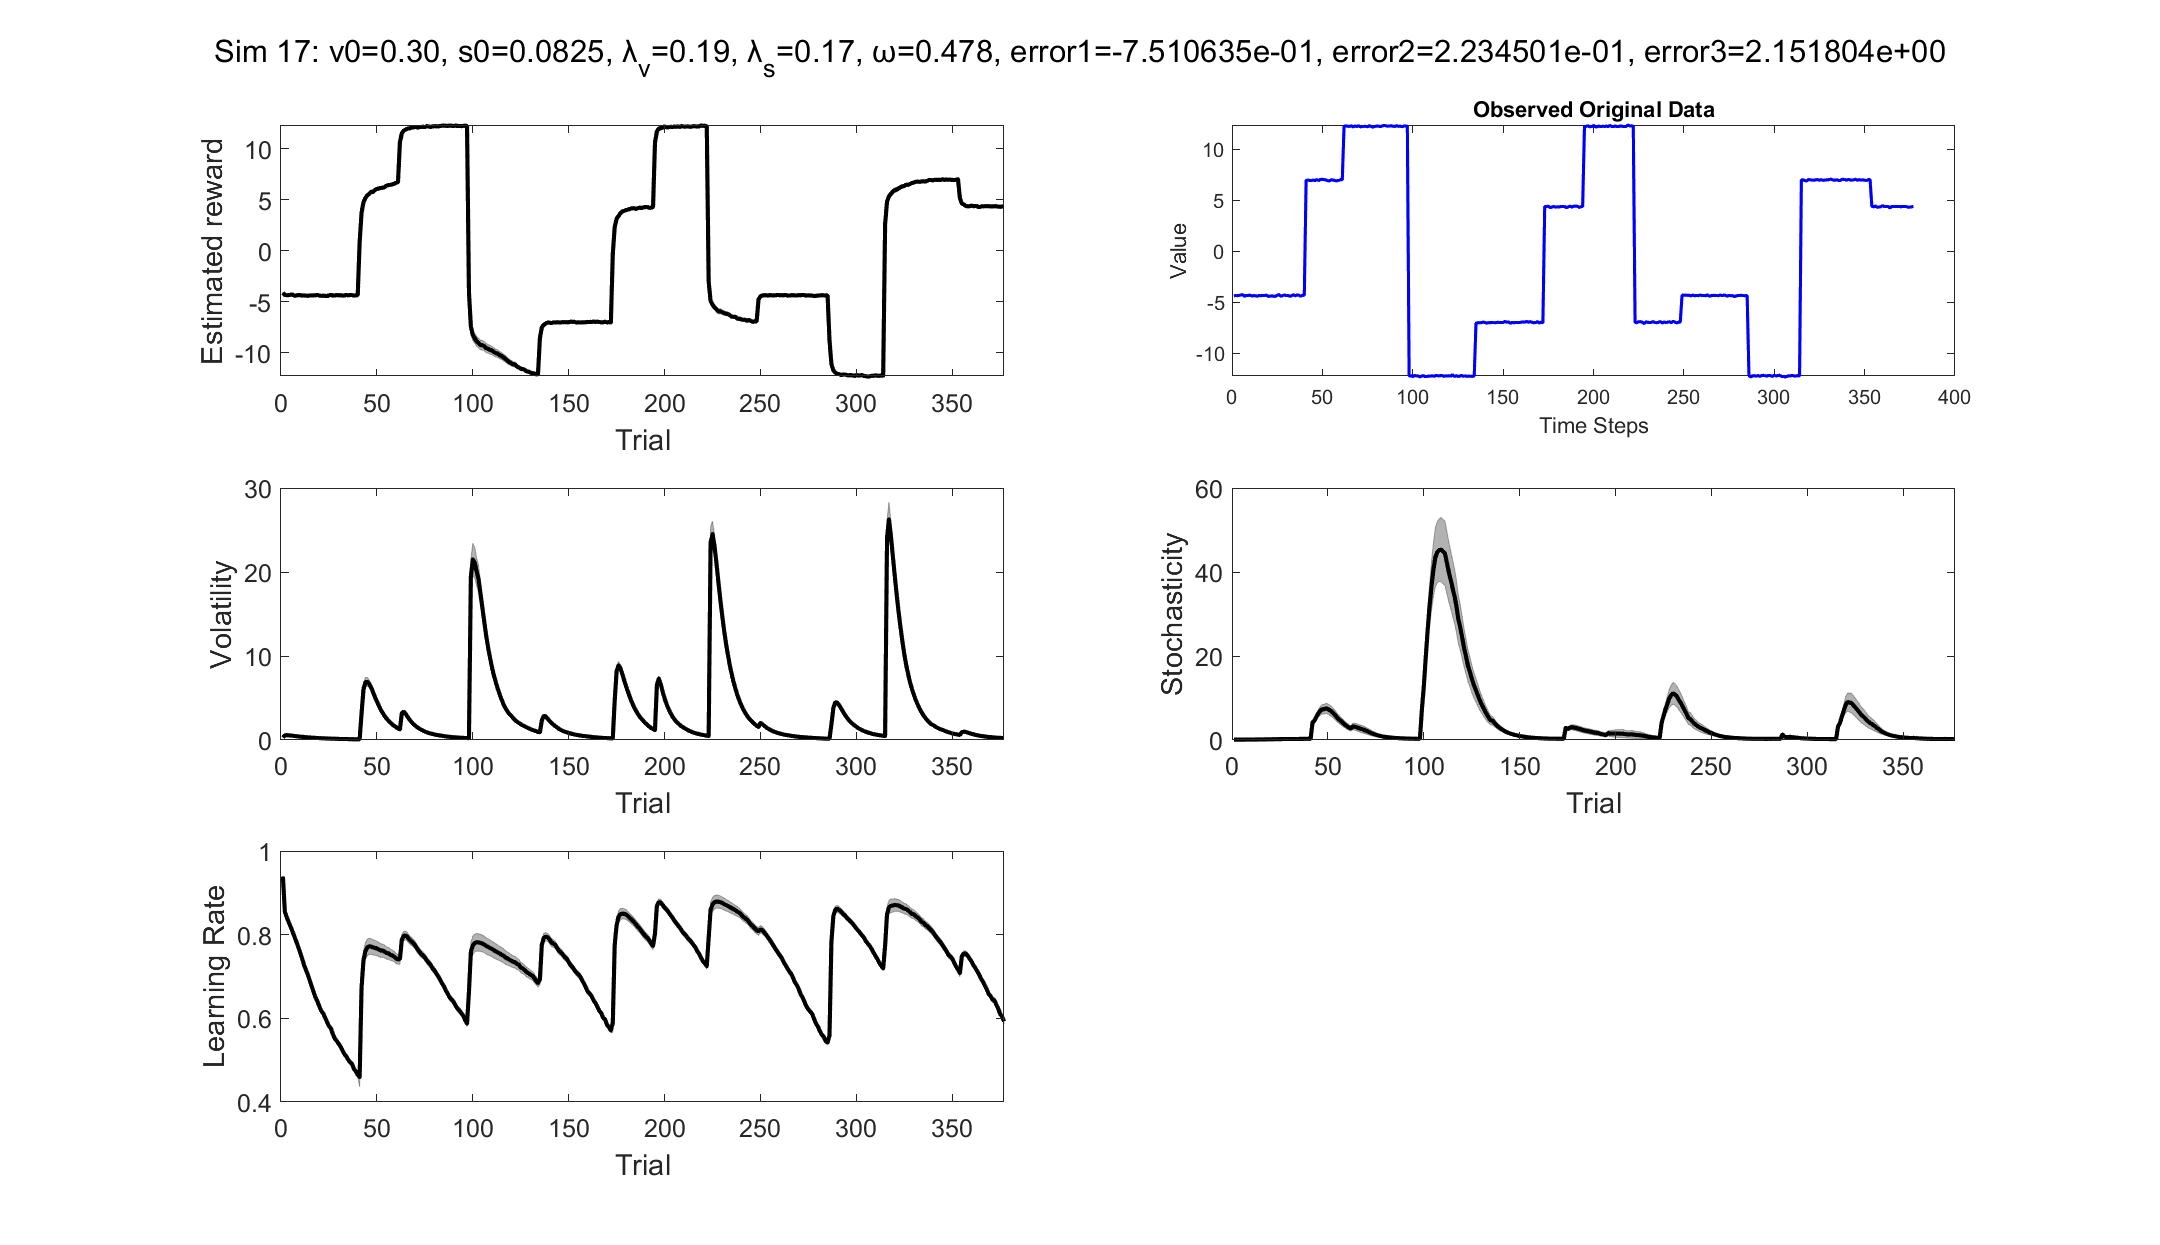 Sim 17: v0=0.30, s0=0.0825, λ_v=0.19, λ_s=0.17, ω=0.478, error1=-7.510635e-01, error2=2.234501e-01, error3=2.151804e+00
Estimated reward
10
5
0
-5
-10
0 50 100 150 200 250 300 350
Trial
Observed Original Data
Value
10
5
0
-5
-10
0 50 100 150 200 250 300 350 400
Time Steps
Volatility
30
20
10
0
0 50 100 150 200 250 300 350
Trial
Stochasticity
60
40
20
0
0 50 100 150 200 250 300 350
Trial
Learning Rate
1
0.8
0.6
0.4
0 50 100 150 200 250 300 350
Trial